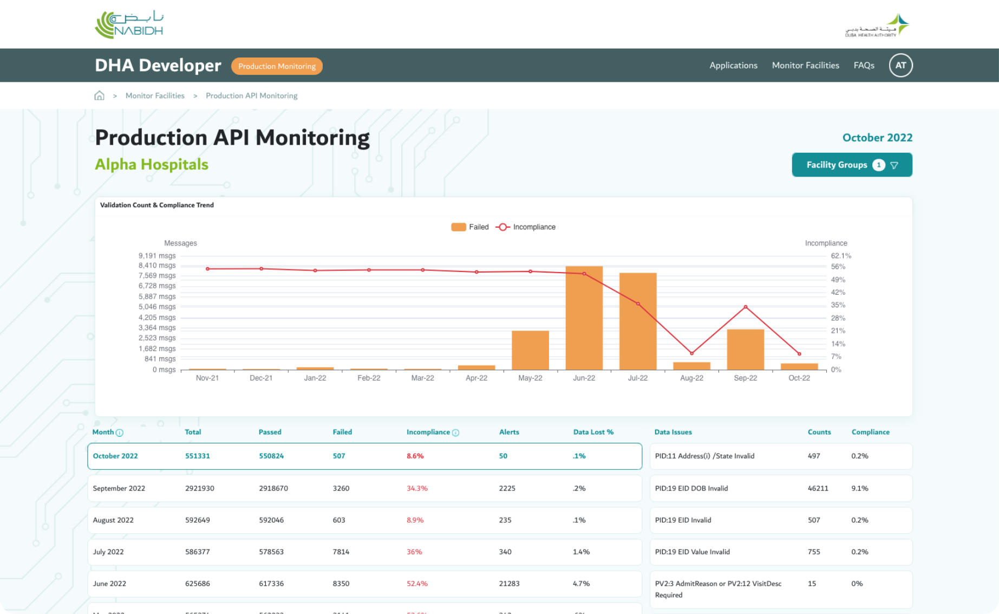 نابض
NABIDH
هيئة الصحة بدبي
DUBAI HEALTH AUTHORITY
DHA Developer
Production Monitoring
Applications
Monitor Facilities
FAQs
AT
> Monitor Facilities > Production API Monitoring
Production API Monitoring
October 2022
Alpha Hospitals
Facility Groups 1
Validation Count & Compliance Trend
Failed
Incompliance
Messages
Incompliance
9,191 msgs
8,410 msgs
7,569 msgs
6,728 msgs
5,887 msgs
5,046 msgs
4,205 msgs
3,364 msgs
2,523 msgs
1,682 msgs
841 msgs
0 msgs
62.1%
56%
49%
42%
35%
28%
21%
14%
7%
0%
Nov-21 Dec-21 Jan-22 Feb-22 Mar-22 Apr-22 May-22 Jun-22 Jul-22 Aug-22 Sep-22 Oct-22
Month Total Passed Failed Incompliance Alerts Data Lost %
October 2022 551331 550824 507 8.6% 50 .1%
September 2022 2921930 2918670 3260 34.3% 2225 .2%
August 2022 592649 592046 603 8.9% 235 .1%
July 2022 586377 578563 7814 36% 340 1.4%
June 2022 625686 617336 8350 52.4% 21283 4.7%
Data Issues Counts Compliance
PID:11 Address(i) /State Invalid 497 0.2%
PID:19 EID DOB Invalid 46211 9.1%
PID:19 EID Invalid 507 0.2%
PID:19 EID Value Invalid 755 0.2%
PV2:3 AdmitReason or PV2:12 VisitDesc 15 0%
Required